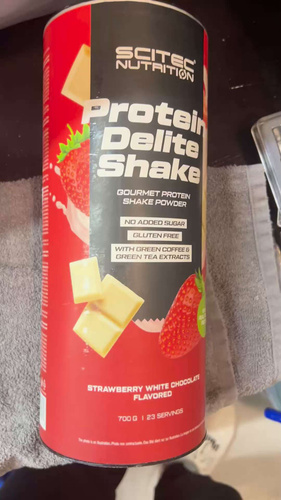 SCITEC
NUTRITION
Protein
Delite
Shake
GOURMET PROTEIN
SHAKE POWDER
NO ADDED SUGAR
GLUTEN FREE
WITH GREEN COFFEE &
GREEN TEA EXTRACTS
STRAWBERRY WHITE CHOCOLATE
FLAVORED
700 G | 23 SERVINGS